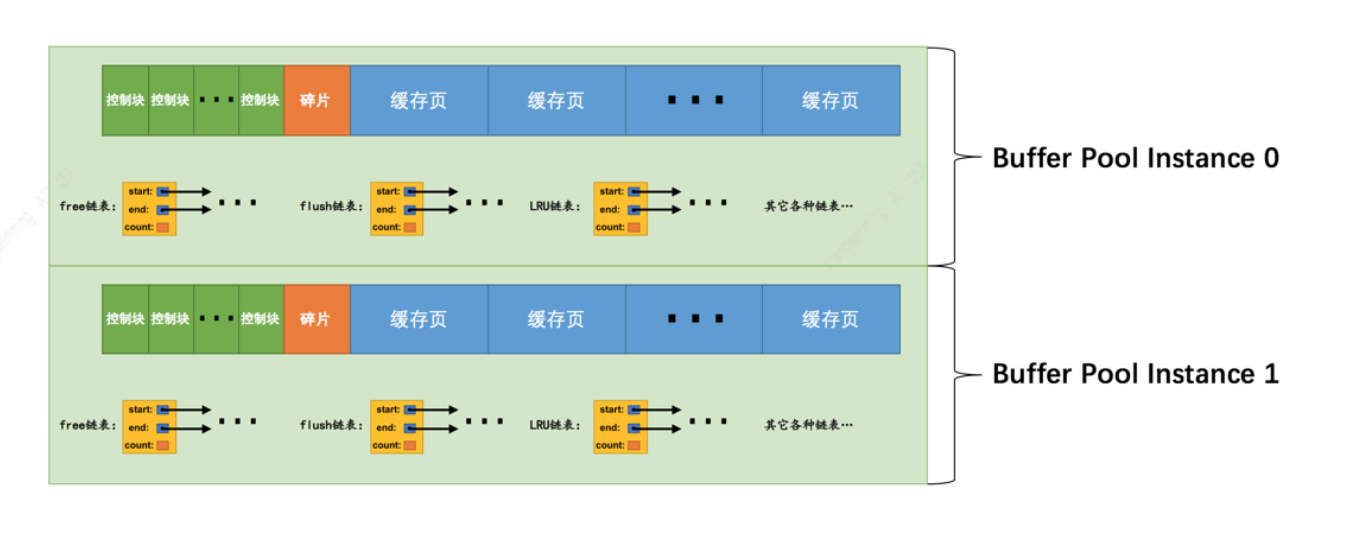 控制块 控制块 ··· 控制块 碎片 缓存页 缓存页 ··· 缓存页
Buffer Pool Instance 0
free链表: start: end: count: ···
flush链表: start: end: count: ···
LRU链表: start: end: count: ···
其它各种链表…
控制块 控制块 ··· 控制块 碎片 缓存页 缓存页 ··· 缓存页
Buffer Pool Instance 1
free链表: start: end: count: ···
flush链表: start: end: count: ···
LRU链表: start: end: count: ···
其它各种链表…